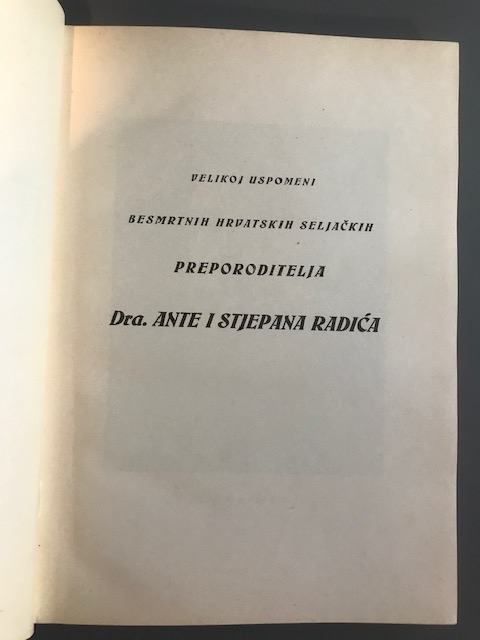 VELIKOJ USPOMENI
BESMRTNIH HRVATSKIH SELJAČKIH
PREPORODITELJA
Dra. ANTE I STJEPANA RADIĆA